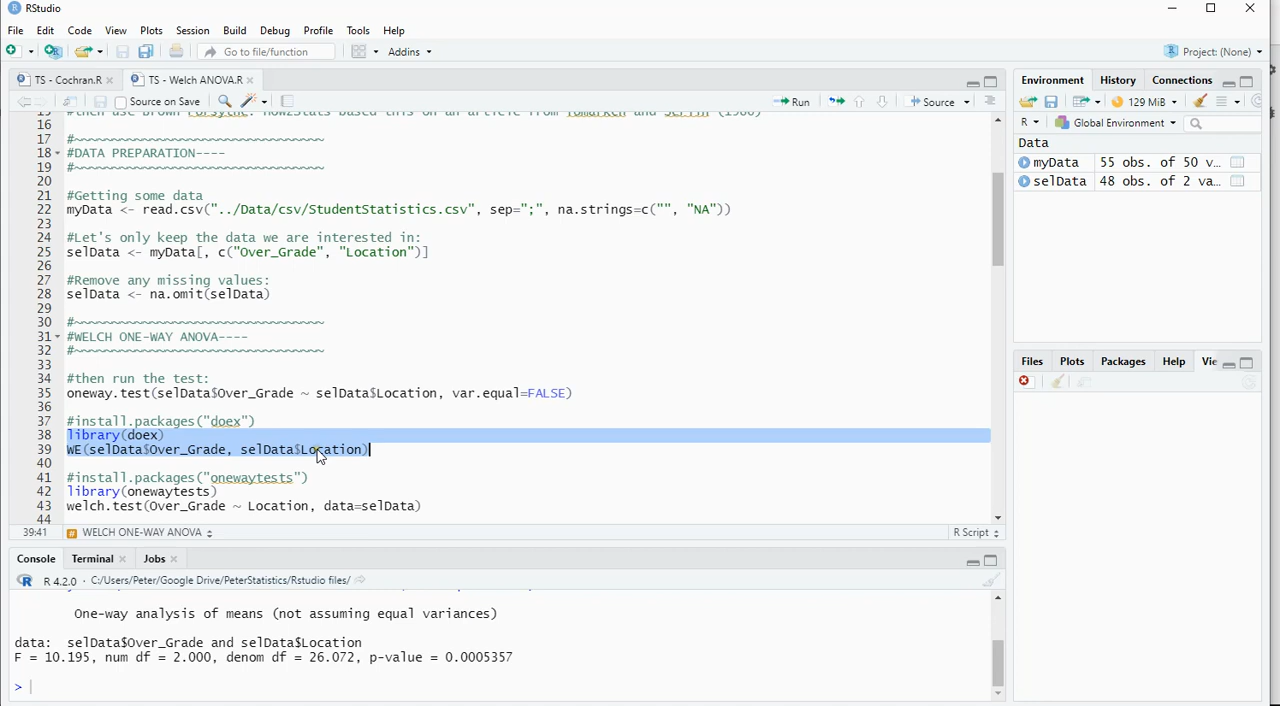 RStudio
File Edit Code View Plots Session Build Debug Profile Tools Help
Go to file/function Addins Project: (None)
TS - Cochran.R TS - Welch ANOVA.R
Source on Save Run Source
16
17 #~~~~~~~~~~~~~~~~~~~~~~~~~~~~~~~~
18 #DATA PREPARATION----
19 #~~~~~~~~~~~~~~~~~~~~~~~~~~~~~~~~
20
21 #Getting some data
22 myData <- read.csv("../Data/csv/StudentStatistics.csv", sep=";", na.strings=c("", "NA"))
23
24 #Let's only keep the data we are interested in:
25 selData <- myData[, c("Over_Grade", "Location")]
26
27 #Remove any missing values:
28 selData <- na.omit(selData)
29
30 #~~~~~~~~~~~~~~~~~~~~~~~~~~~~~~~~
31 #WELCH ONE-WAY ANOVA----
32 #~~~~~~~~~~~~~~~~~~~~~~~~~~~~~~~~
33
34 #then run the test:
35 oneway.test(selData$Over_Grade ~ selData$Location, var.equal=FALSE)
36
37 #install.packages("doex")
38 library(doex)
39 WE(selData$Over_Grade, selData$Location)
40
41 #install.packages("onewaytests")
42 library(onewaytests)
43 welch.test(Over_Grade ~ Location, data=selData)
44
39:41 WELCH ONE-WAY ANOVA R Script
Console Terminal Jobs
R 4.2.0 · C:/Users/Peter/Google Drive/PeterStatistics/Rstudio files/
One-way analysis of means (not assuming equal variances)
data: selData$Over_Grade and selData$Location
F = 10.195, num df = 2.000, denom df = 26.072, p-value = 0.0005357
>
Environment History Connections
129 MiB
R Global Environment
Data
myData 55 obs. of 50 v...
selData 48 obs. of 2 va...
Files Plots Packages Help Vie